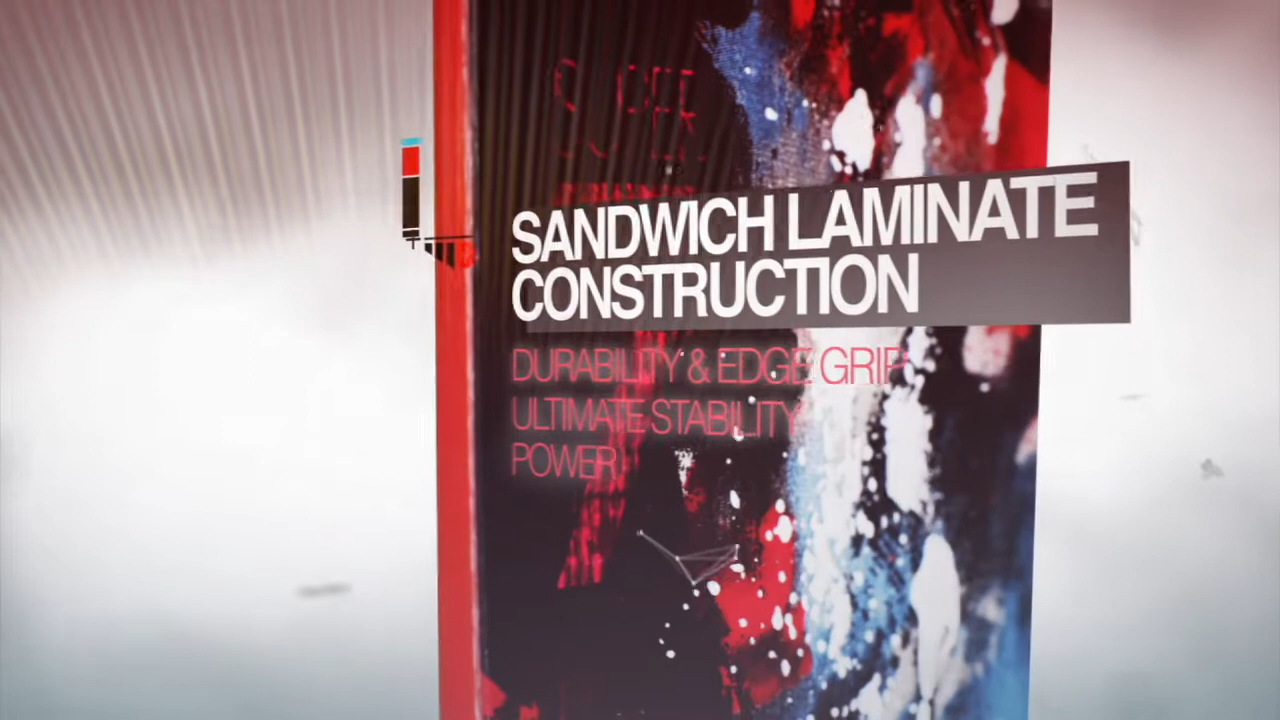 SANDWICH LAMINATE
CONSTRUCTION
DURABILITY & EDGE GRIP
ULTIMATE STABILITY
POWER